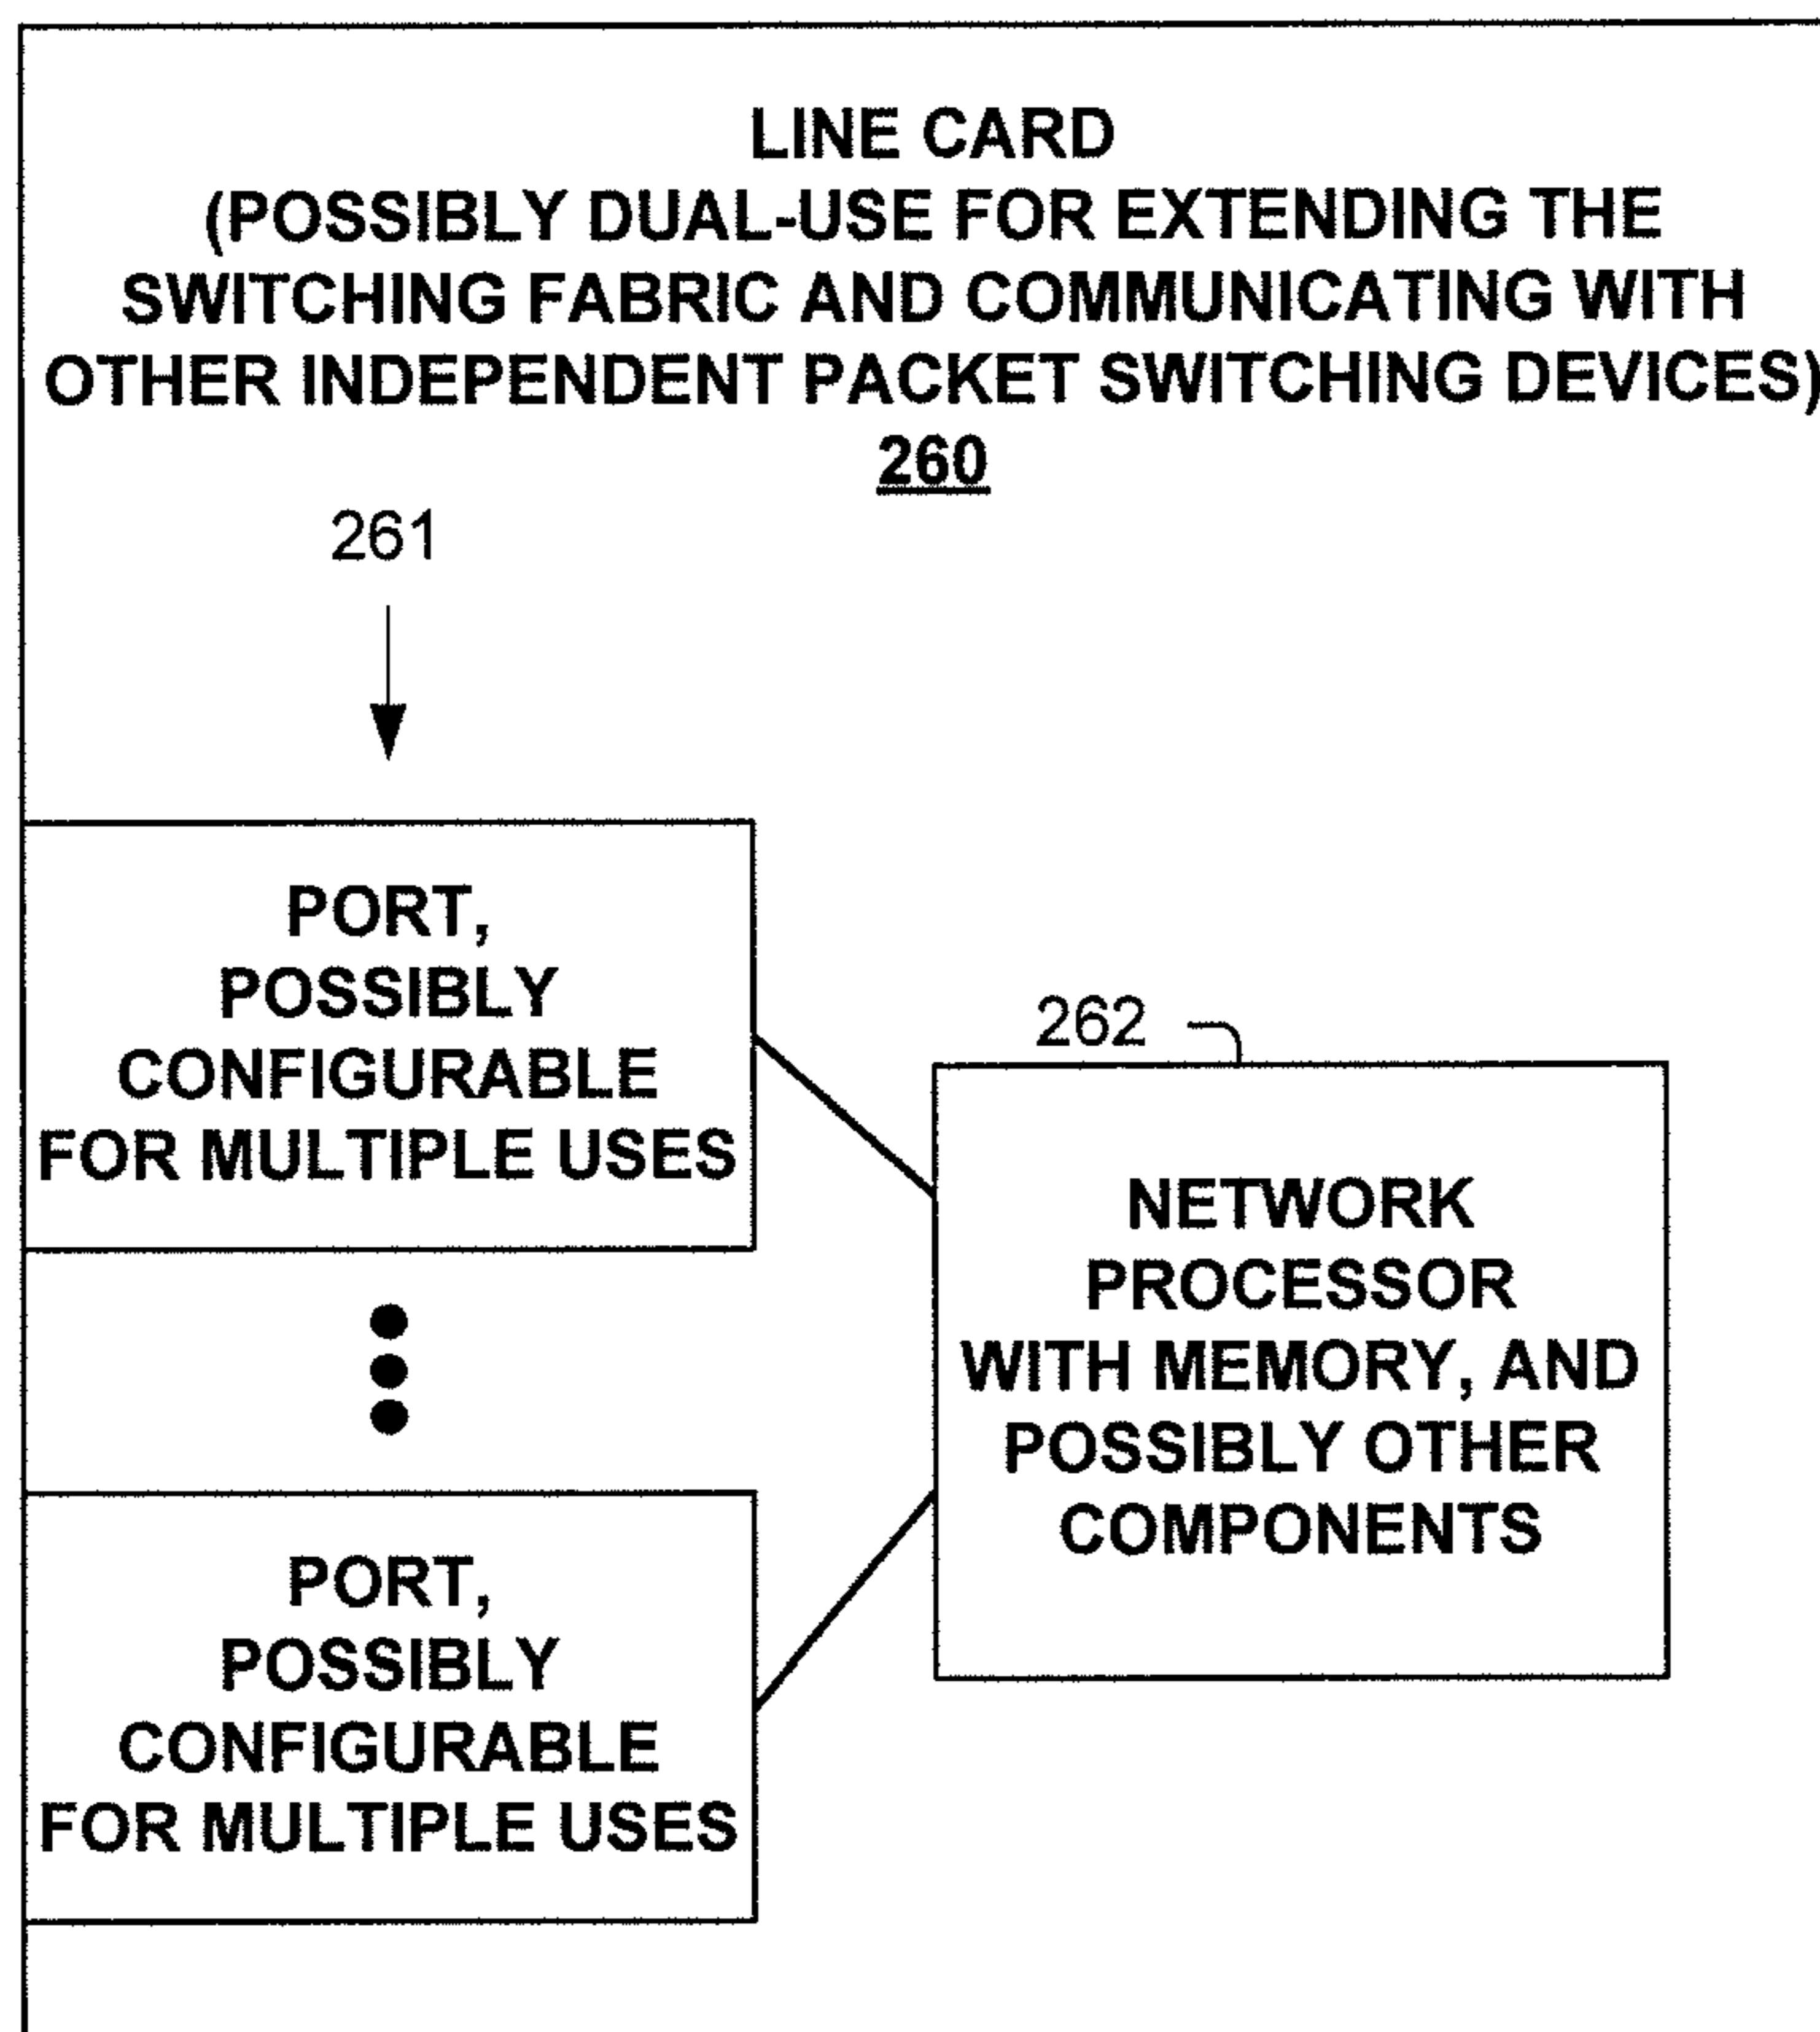 LINE CARD
(POSSIBLY DUAL-USE FOR EXTENDING THE
SWITCHING FABRIC AND COMMUNICATING WITH
OTHER INDEPENDENT PACKET SWITCHING DEVICES)
260
261
PORT,
POSSIBLY
CONFIGURABLE
FOR MULTIPLE USES
262
NETWORK
PROCESSOR
WITH MEMORY, AND
POSSIBLY OTHER
COMPONENTS
PORT,
POSSIBLY
CONFIGURABLE
FOR MULTIPLE USES